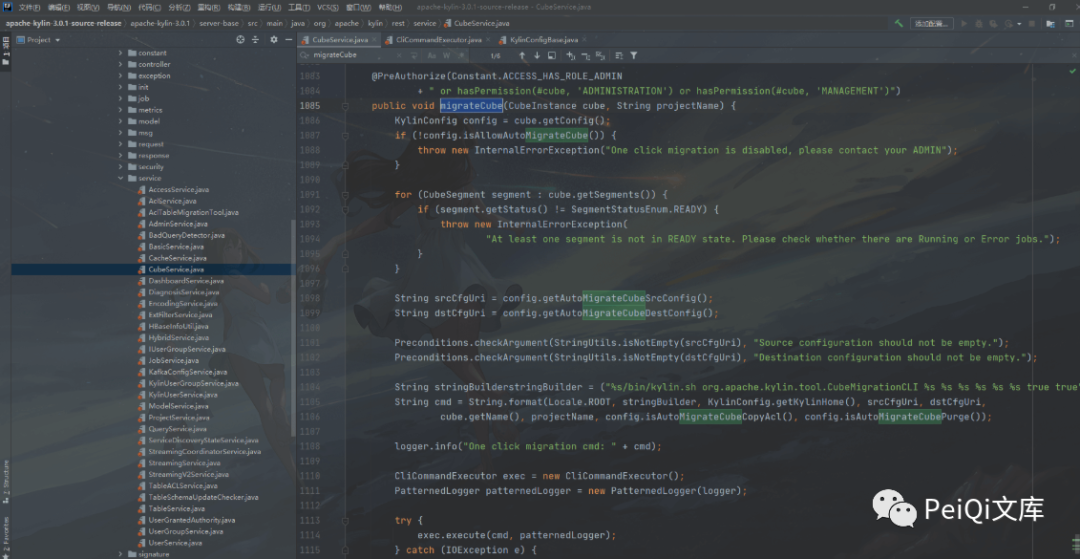 文件(F) 编辑(E) 视图(V) 导航(N) 代码(C) 分析(Z) 重构(R) 构建(B) 运行(U) 工具(T) VCS(S) 窗口(W) 帮助(H) apache-kylin-3.0.1-source-release - CubeService.java
apache-kylin-3.0.1-source-release apache-kylin-3.0.1 server-base src main java org apache kylin rest service CubeService.java
Project
CubeService.java CliCommandExecutor.java KylinConfigBase.java
migrateCube 1/6
constant
controller
exception
init
job
metrics
model
msg
request
response
security
service
AccessService.java
AclService.java
AclTableMigrationTool.java
AdminService.java
BadQueryDetector.java
BasicService.java
CacheService.java
CubeService.java
DashboardService.java
DiagnosisService.java
EncodingService.java
ExtFilterService.java
HBaseInfoUtil.java
HybridService.java
IUserGroupService.java
JobService.java
KafkaConfigService.java
KylinUserGroupService.java
KylinUserService.java
ModelService.java
ProjectService.java
QueryService.java
ServiceDiscoveryStateService.java
StreamingCoordinatorService.java
StreamingService.java
StreamingV2Service.java
TableACLService.java
TableSchemaUpdateChecker.java
TableService.java
UserGrantedAuthority.java
UserGroupService.java
UserService.java
signature
1083 @PreAuthorize(Constant.ACCESS_HAS_ROLE_ADMIN
1084 + " or hasPermission(#cube, 'ADMINISTRATION') or hasPermission(#cube, 'MANAGEMENT')")
1085 public void migrateCube(CubeInstance cube, String projectName) {
1086 KylinConfig config = cube.getConfig();
1087 if (!config.isAllowAutoMigrateCube()) {
1088 throw new InternalErrorException("One click migration is disabled, please contact your ADMIN");
1089 }
1090
1091 for (CubeSegment segment : cube.getSegments()) {
1092 if (segment.getStatus() != SegmentStatusEnum.READY) {
1093 throw new InternalErrorException(
1094 "At least one segment is not in READY state. Please check whether there are Running or Error jobs.");
1095 }
1096 }
1097
1098 String srcCfgUri = config.getAutoMigrateCubeSrcConfig();
1099 String dstCfgUri = config.getAutoMigrateCubeDestConfig();
1100
1101 Preconditions.checkArgument(StringUtils.isNotEmpty(srcCfgUri), "Source configuration should not be empty.");
1102 Preconditions.checkArgument(StringUtils.isNotEmpty(dstCfgUri), "Destination configuration should not be empty.");
1103
1104 String stringBuilderstringBuilder = ("%s/bin/kylin.sh org.apache.kylin.tool.CubeMigrationCLI %s %s %s %s %s %s true true"
1105 String cmd = String.format(Locale.ROOT, stringBuilder, KylinConfig.getKylinHome(), srcCfgUri, dstCfgUri,
1106 cube.getName(), projectName, config.isAutoMigrateCubeCopyAcl(), config.isAutoMigrateCubePurge());
1107
1108 logger.info("One click migration cmd: " + cmd);
1109
1110 CliCommandExecutor exec = new CliCommandExecutor();
1111 PatternedLogger patternedLogger = new PatternedLogger(logger);
1112
1113 try {
1114 exec.execute(cmd, patternedLogger);
1115 } catch (IOException e) {
PeiQi文库